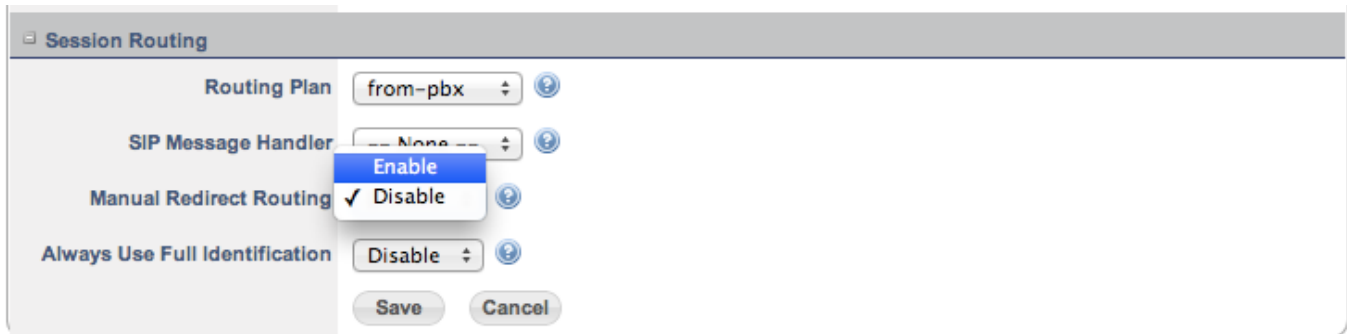 Session Routing
Routing Plan from-pbx
SIP Message Handler -- None --
Enable
Manual Redirect Routing ✓ Disable
Always Use Full Identification Disable
Save Cancel